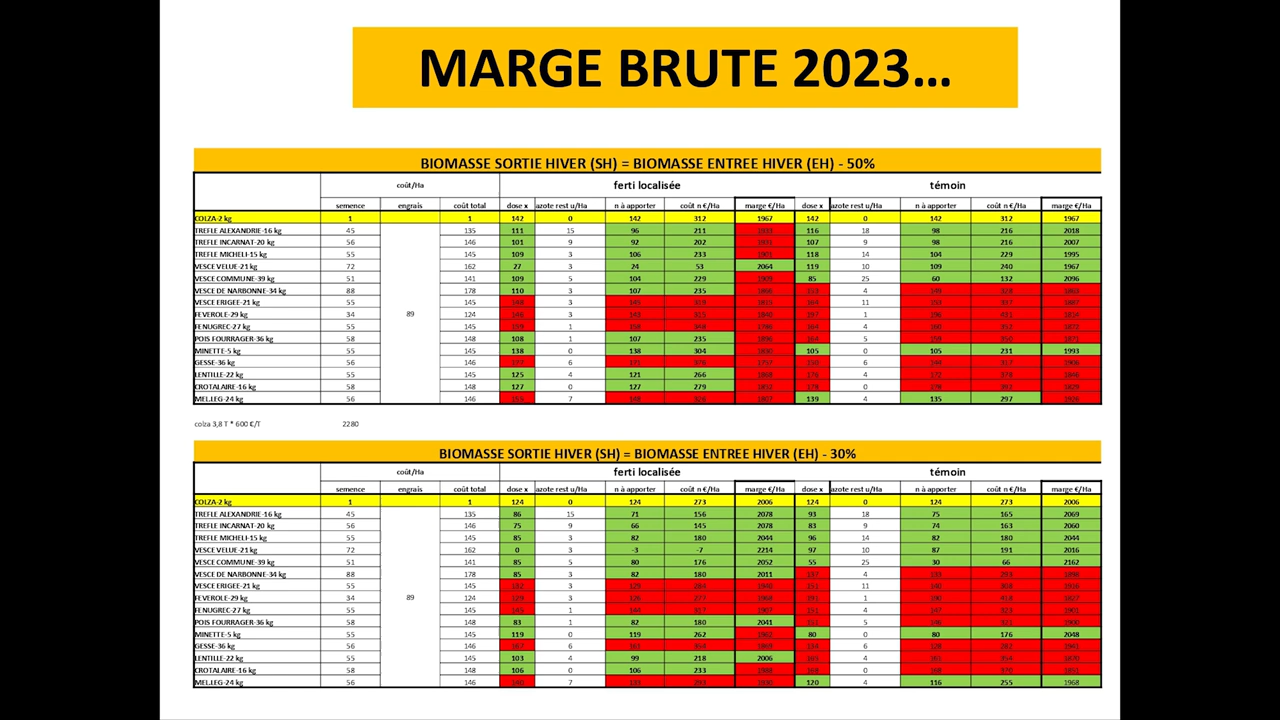 MARGE BRUTE 2023...
BIOMASSE SORTIE HIVER (SH) = BIOMASSE ENTREE HIVER (EH) - 50%
coût/Ha ferti localisée témoin
semence engrais coût total dose x azote rest u/Ha n à apporter coût n €/Ha marge €/Ha dose x azote rest u/Ha n à apporter coût n €/Ha marge €/Ha
COLZA-2 kg 1 1 142 0 142 312 1967 142 0 142 312 1967
TREFLE ALEXANDRIE-16 kg 45 135 111 15 96 211 116 18 98 216 2018
TREFLE INCARNAT-20 kg 56 146 101 9 92 202 107 9 98 216 2007
TREFLE MICHELI-15 kg 55 145 109 3 106 233 118 14 104 229 1995
VESCE VELUE-21 kg 72 162 27 3 24 53 2064 119 10 109 240 1967
VESCE COMMUNE-39 kg 51 141 109 5 104 229 85 25 60 132 2096
VESCE DE NARBONNE-34 kg 88 178 110 3 107 235 4
VESCE ERIGEE-21 kg 55 145 3 11
FEVEROLE-29 kg 34 89 124 3 1
FENUGREC-27 kg 55 145 1 4
POIS FOURRAGER-36 kg 58 148 108 1 107 235 5
MINETTE-5 kg 55 145 138 0 138 304 105 0 105 231 1993
GESSE-36 kg 56 146 6 6
LENTILLE-22 kg 55 145 125 4 121 266 4
CROTALAIRE-16 kg 58 148 127 0 127 279 0
MEL.LEG-24 kg 56 146 7 139 4 135 297
colza 3,8 T * 600 €/T 2280
BIOMASSE SORTIE HIVER (SH) = BIOMASSE ENTREE HIVER (EH) - 30%
coût/Ha ferti localisée témoin
semence engrais coût total dose x azote rest u/Ha n à apporter coût n €/Ha marge €/Ha dose x azote rest u/Ha n à apporter coût n €/Ha marge €/Ha
COLZA-2 kg 1 1 124 0 124 273 2006 124 0 124 273 2006
TREFLE ALEXANDRIE-16 kg 45 135 86 15 71 156 2078 93 18 75 165 2069
TREFLE INCARNAT-20 kg 56 146 75 9 66 145 2078 83 9 74 163 2060
TREFLE MICHELI-15 kg 55 145 85 3 82 180 2044 96 14 82 180 2044
VESCE VELUE-21 kg 72 162 0 3 -3 -7 2214 97 10 87 191 2016
VESCE COMMUNE-39 kg 51 141 85 5 80 176 2052 55 25 30 66 2162
VESCE DE NARBONNE-34 kg 88 178 85 3 82 180 2011 4
VESCE ERIGEE-21 kg 55 145 3 11
FEVEROLE-29 kg 34 89 124 3 1
FENUGREC-27 kg 55 145 1 4
POIS FOURRAGER-36 kg 58 148 83 1 82 180 2041 5
MINETTE-5 kg 55 145 119 0 119 262 80 0 80 176 2048
GESSE-36 kg 56 146 6 6
LENTILLE-22 kg 55 145 103 4 99 218 2006 4
CROTALAIRE-16 kg 58 148 106 0 106 233 0
MEL.LEG-24 kg 56 146 7 120 4 116 255 1968